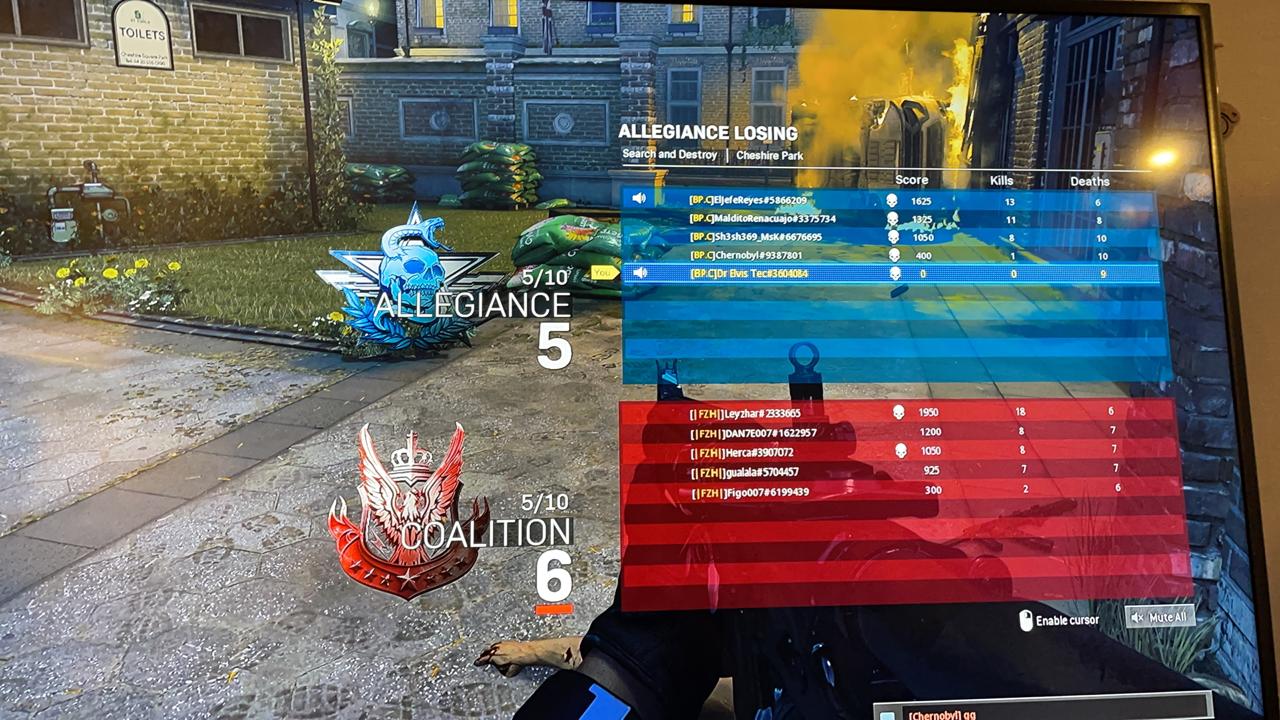 TOILETS
ALLEGIANCE LOSING
Search and Destroy | Cheshire Park
Score Kills Deaths
[BP.C]ElJefeReyes#5866209 1625 13 6
[BP.C]MalditoRenacuajo#3375734 1325 11 8
[BP.C]Sh3sh369_MsK#6676695 1050 8 10
[BP.C]Chernobyl#9387801 400 1 10
You [BP.C]Dr Elvis Tec#3604084 0 0 9
5/10
ALLEGIANCE
5
[|FZH|]Leyzhar#2333665 1950 18 6
[|FZH|]DAN7E007#1622957 1200 8 7
[|FZH|]Herca#3907072 1050 8 7
[|FZH|]gualala#5704457 925 7 7
[|FZH|]Figo007#6199439 300 2 6
5/10
COALITION
6
Enable cursor Mute All
[Chernobyl] gg